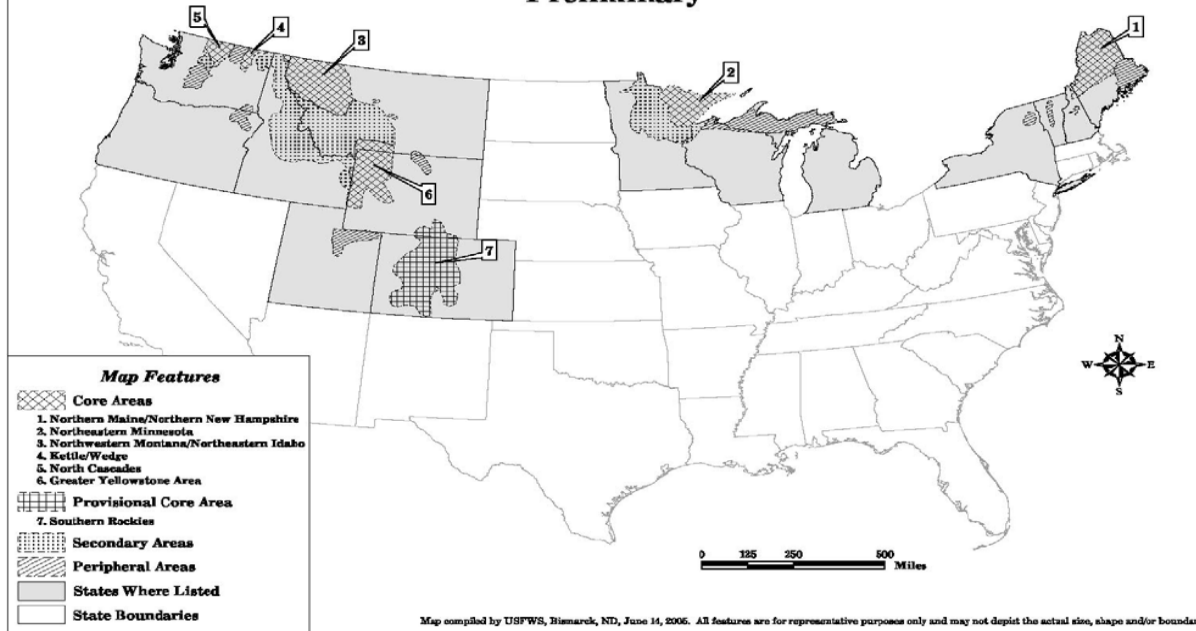 Preliminary
5
4
3
2
1
6
7
N
W E
S
Map Features
Core Areas
1. Northern Maine/Northern New Hampshire
2. Northeastern Minnesota
3. Northwestern Montana/Northeastern Idaho
4. Kettle/Wedge
5. North Cascades
6. Greater Yellowstone Area
Provisional Core Area
7. Southern Rockies
Secondary Areas
Peripheral Areas
States Where Listed
State Boundaries
0 125 250 500
Miles
Map compiled by USFWS, Bismarck, ND, June 14, 2005. All features are for representative purposes only and may not depict the actual size, shape and/or